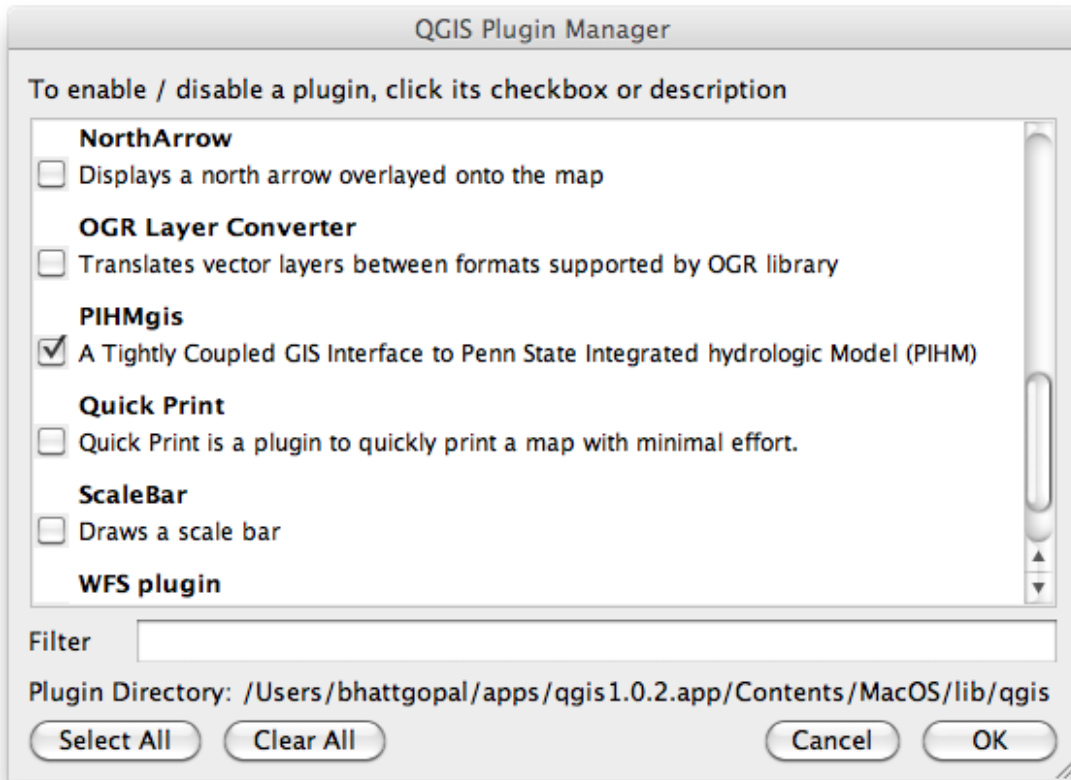 QGIS Plugin Manager
To enable / disable a plugin, click its checkbox or description
NorthArrow
Displays a north arrow overlayed onto the map
OGR Layer Converter
Translates vector layers between formats supported by OGR library
PIHMgis
A Tightly Coupled GIS Interface to Penn State Integrated hydrologic Model (PIHM)
Quick Print
Quick Print is a plugin to quickly print a map with minimal effort.
ScaleBar
Draws a scale bar
WFS plugin
Filter
Plugin Directory: /Users/bhattgopal/apps/qgis1.0.2.app/Contents/MacOS/lib/qgis
Select All Clear All Cancel OK